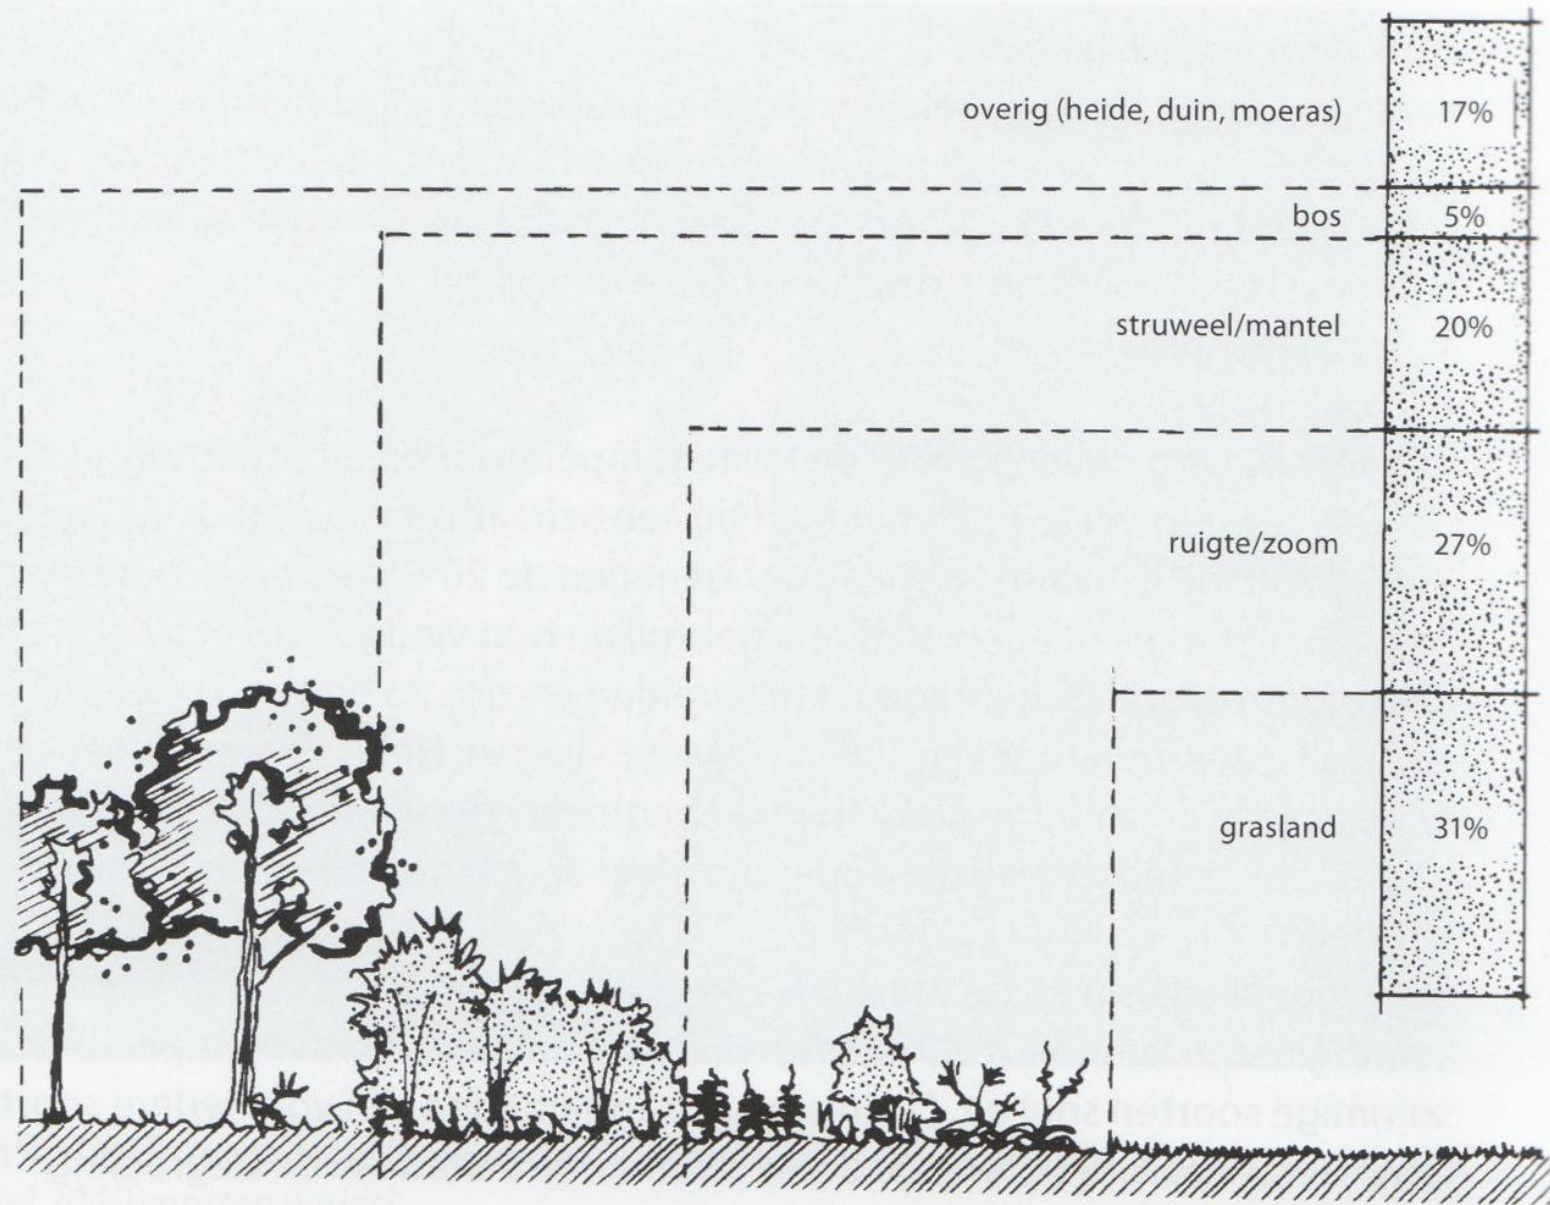 overig (heide, duin, moeras) 17%
bos 5%
struweel/mantel 20%
ruigte/zoom 27%
grasland 31%